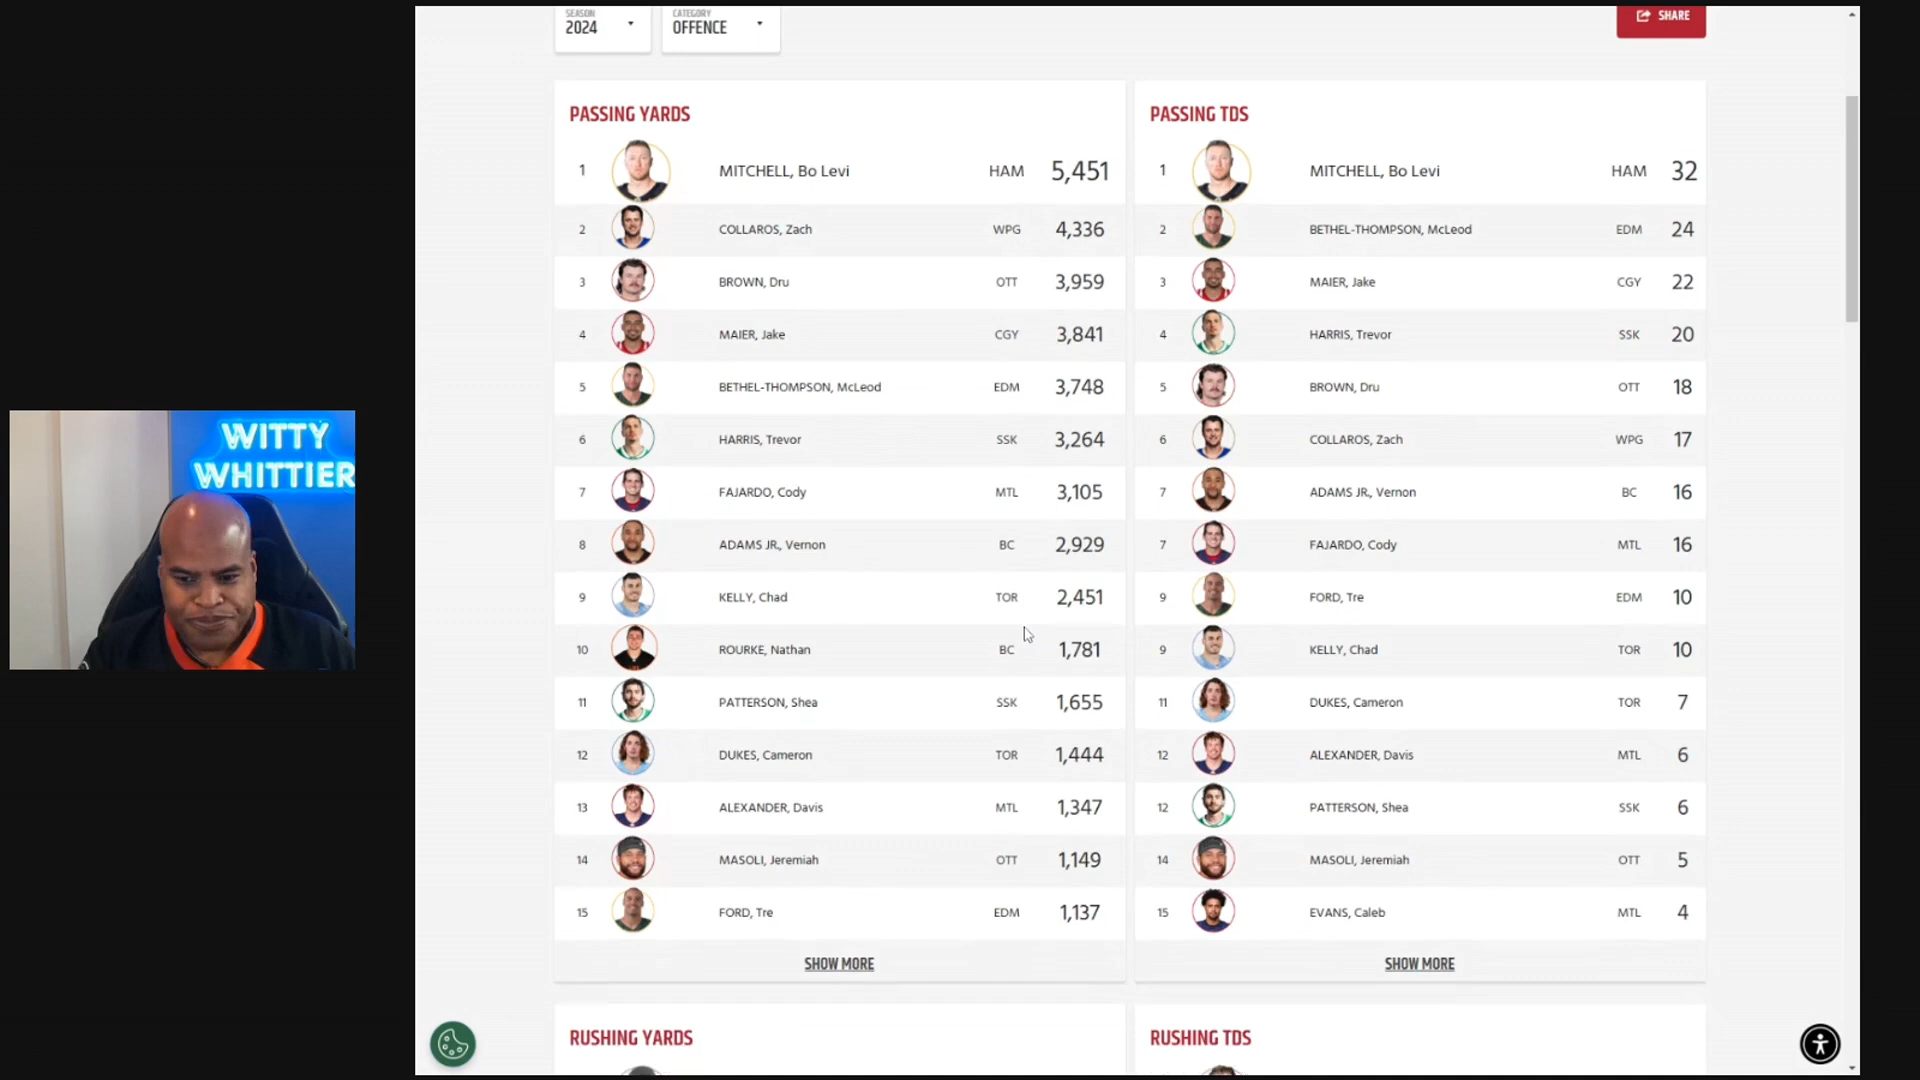 SEASON
2024
CATEGORY
OFFENCE
SHARE
WITTY
WHITTIER
PASSING YARDS
1 MITCHELL, Bo Levi HAM 5,451
2 COLLAROS, Zach WPG 4,336
3 BROWN, Dru OTT 3,959
4 MAIER, Jake CGY 3,841
5 BETHEL-THOMPSON, McLeod EDM 3,748
6 HARRIS, Trevor SSK 3,264
7 FAJARDO, Cody MTL 3,105
8 ADAMS JR., Vernon BC 2,929
9 KELLY, Chad TOR 2,451
10 ROURKE, Nathan BC 1,781
11 PATTERSON, Shea SSK 1,655
12 DUKES, Cameron TOR 1,444
13 ALEXANDER, Davis MTL 1,347
14 MASOLI, Jeremiah OTT 1,149
15 FORD, Tre EDM 1,137
SHOW MORE
PASSING TDS
1 MITCHELL, Bo Levi HAM 32
2 BETHEL-THOMPSON, McLeod EDM 24
3 MAIER, Jake CGY 22
4 HARRIS, Trevor SSK 20
5 BROWN, Dru OTT 18
6 COLLAROS, Zach WPG 17
7 ADAMS JR., Vernon BC 16
7 FAJARDO, Cody MTL 16
9 FORD, Tre EDM 10
9 KELLY, Chad TOR 10
11 DUKES, Cameron TOR 7
12 ALEXANDER, Davis MTL 6
12 PATTERSON, Shea SSK 6
14 MASOLI, Jeremiah OTT 5
15 EVANS, Caleb MTL 4
SHOW MORE
RUSHING YARDS
RUSHING TDS